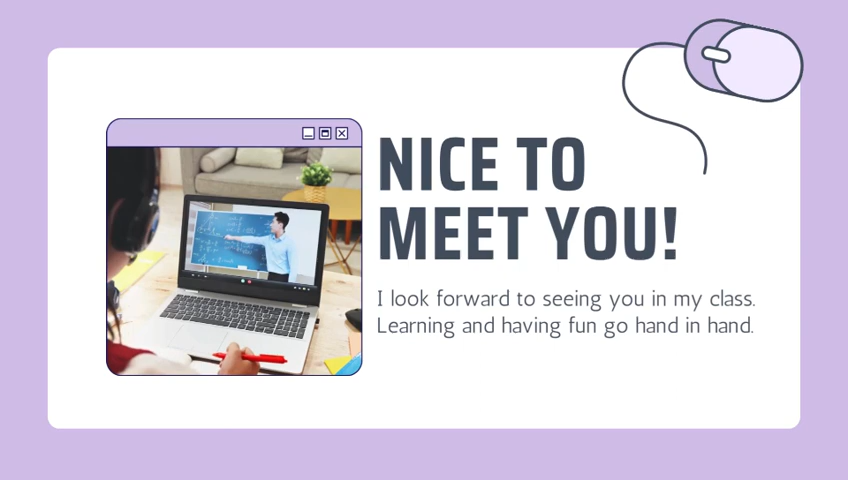 NICE TO
MEET YOU!
I look forward to seeing you in my class.
Learning and having fun go hand in hand.